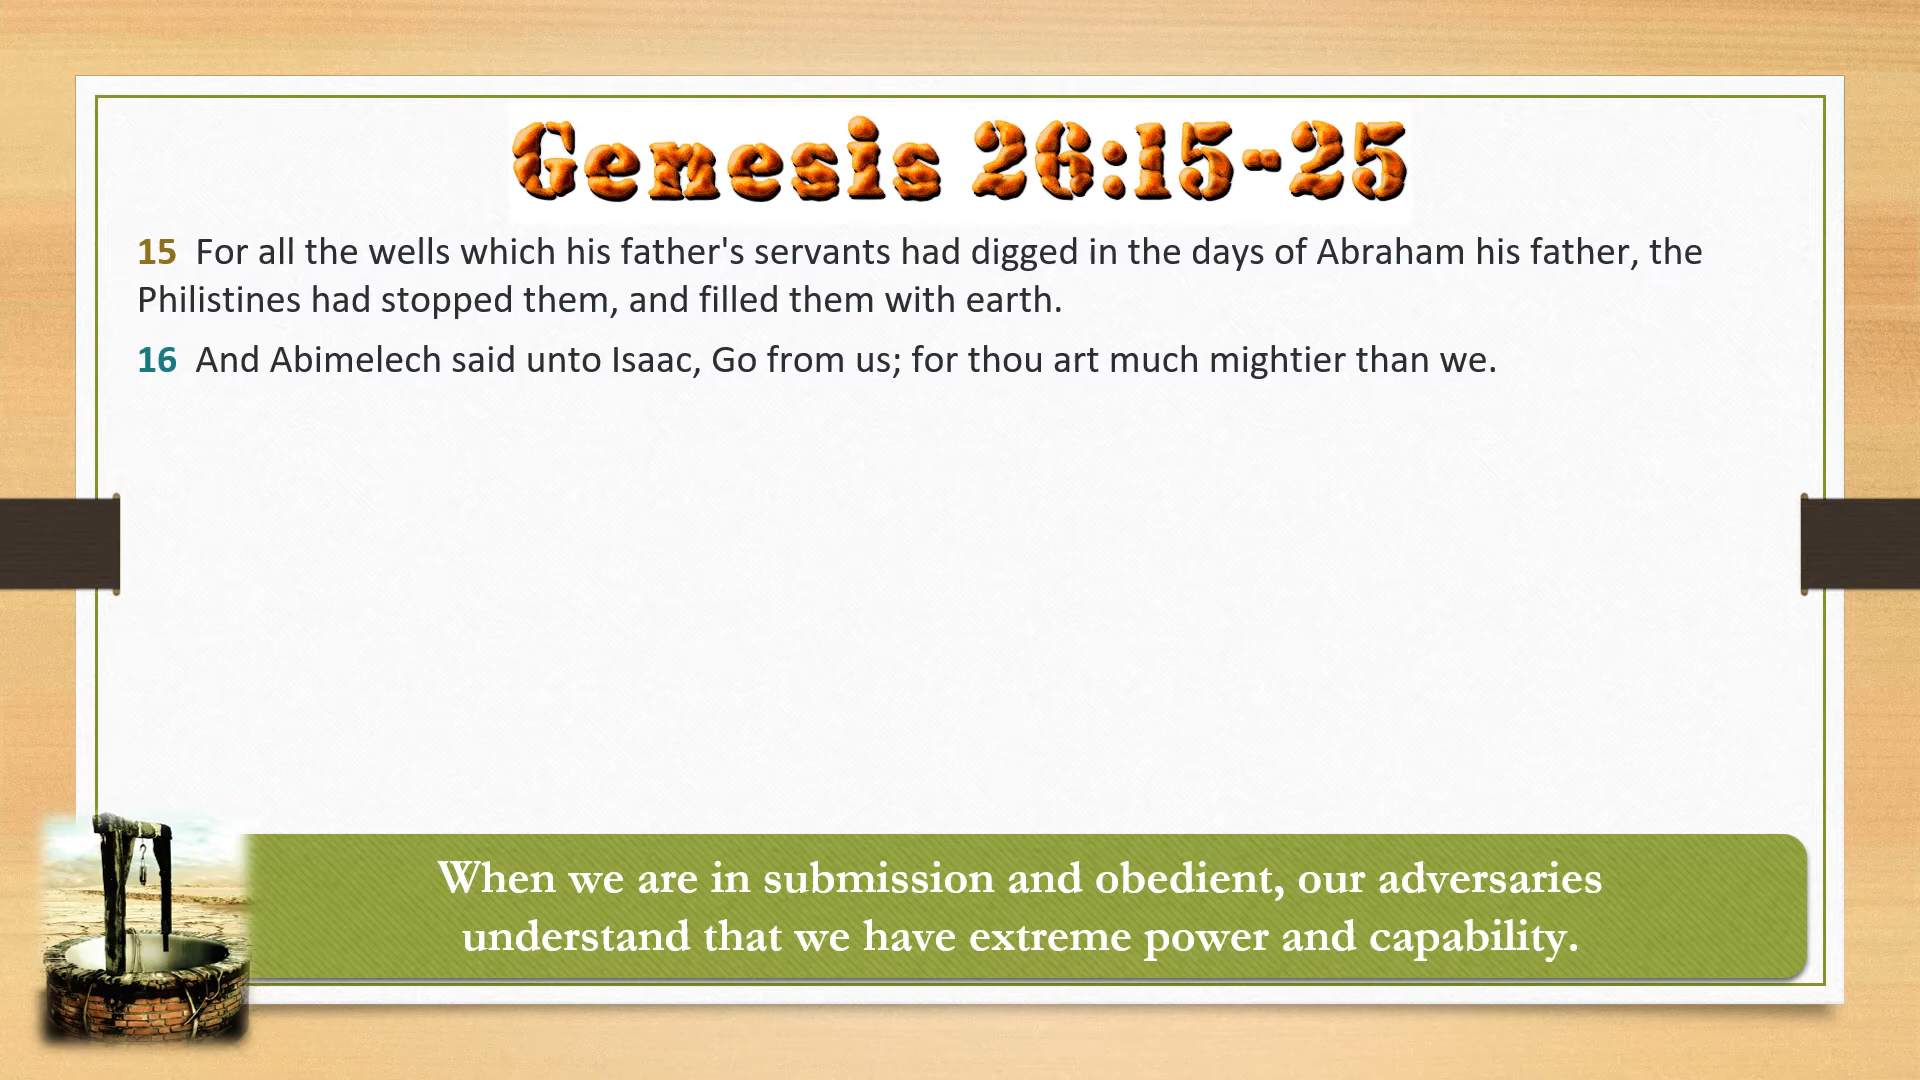 Genesis 26:15-25
15 For all the wells which his father's servants had digged in the days of Abraham his father, the
Philistines had stopped them, and filled them with earth.
16 And Abimelech said unto Isaac, Go from us; for thou art much mightier than we.
When we are in submission and obedient, our adversaries
understand that we have extreme power and capability.